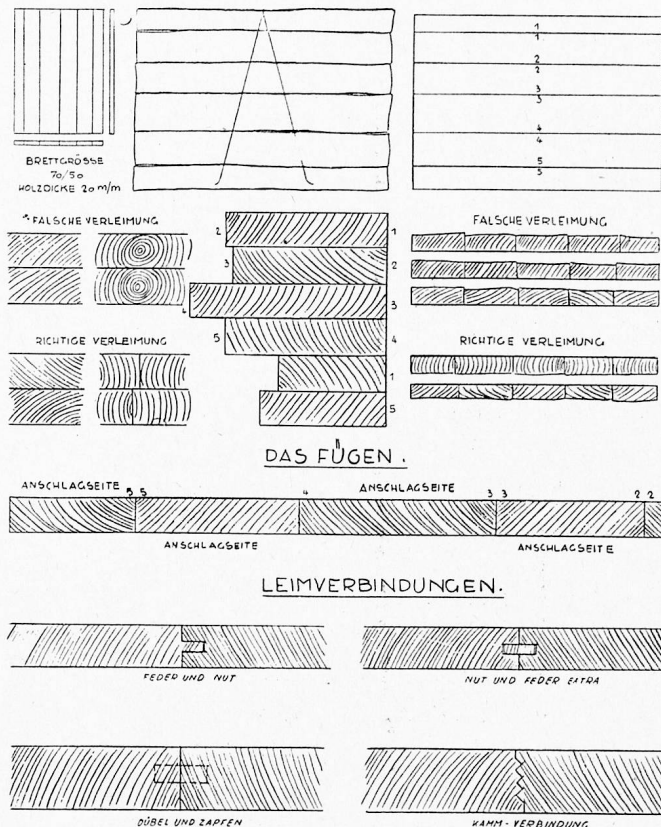 BRETTGRÖSSE
70/50
HOLZDICKE 20 m/m
1
1
2
2
3
3
4
4
5
5
FALSCHE VERLEIMUNG
RICHTIGE VERLEIMUNG
2 1
3 2
4 3
5 4
1
5
FALSCHE VERLEIMUNG
RICHTIGE VERLEIMUNG
DAS FÜGEN.
ANSCHLAGSEITE 5 5 4 ANSCHLAGSEITE 3 3 2 2
ANSCHLAGSEITE ANSCHLAGSEITE
LEIMVERBINDUNGEN.
FEDER UND NUT
NUT UND FEDER EXTRA
DÜBEL UND ZAPFEN
KAMM-VERBINDUNG